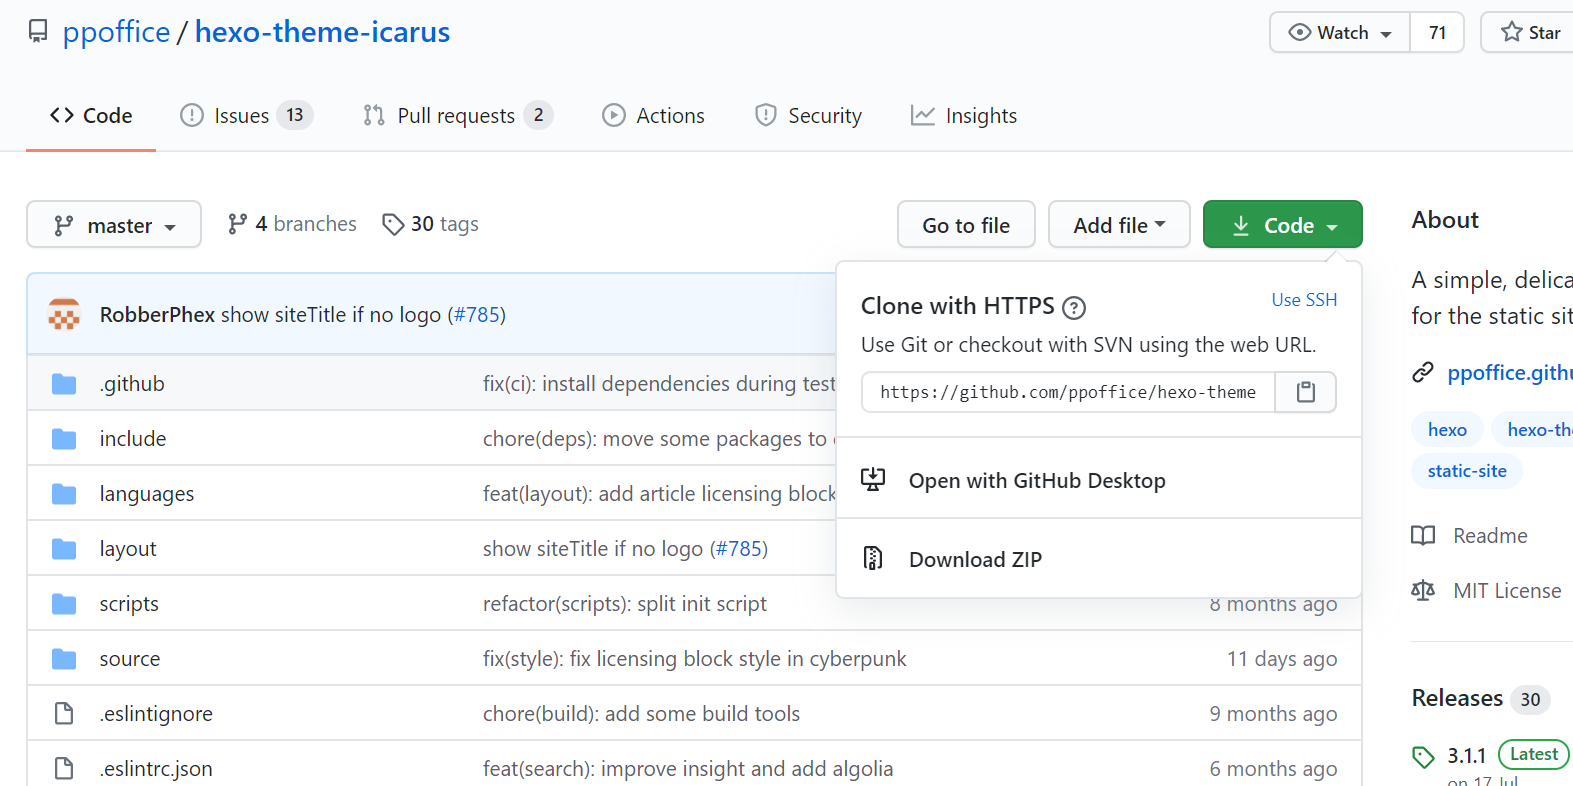 ppoffice / hexo-theme-icarus
Watch 71 Star
Code Issues 13 Pull requests 2 Actions Security Insights
master 4 branches 30 tags Go to file Add file Code
RobberPhex show siteTitle if no logo (#785)
Clone with HTTPS ? Use SSH
Use Git or checkout with SVN using the web URL.
https://github.com/ppoffice/hexo-theme
Open with GitHub Desktop
Download ZIP
.github fix(ci): install dependencies during test
include chore(deps): move some packages to
languages feat(layout): add article licensing block
layout show siteTitle if no logo (#785)
scripts refactor(scripts): split init script 8 months ago
source fix(style): fix licensing block style in cyberpunk 11 days ago
.eslintignore chore(build): add some build tools 9 months ago
.eslintrc.json feat(search): improve insight and add algolia 6 months ago
About
A simple, delica
for the static sit
ppoffice.githu
hexo hexo-th
static-site
Readme
MIT License
Releases 30
3.1.1 Latest
on 17 Jul